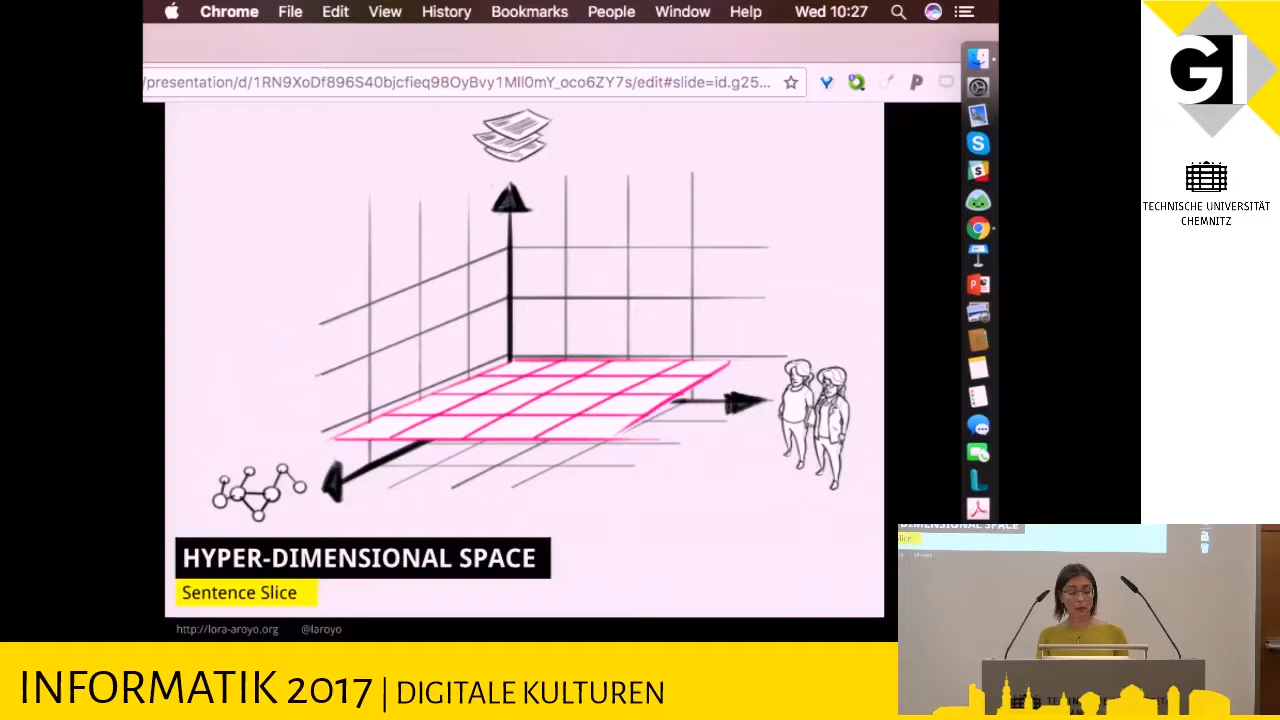 Chrome File Edit View History Bookmarks People Window Help Wed 10:27
/presentation/d/1RN9XoDf896S40bjcfieq98OyBvy1Mll0mY_oco6ZY7s/edit#slide=id.g25...
GI
TECHNISCHE UNIVERSITÄT
CHEMNITZ
HYPER-DIMENSIONAL SPACE
Sentence Slice
http://lora-aroyo.org @laroyo
INFORMATIK 2017 | DIGITALE KULTUREN